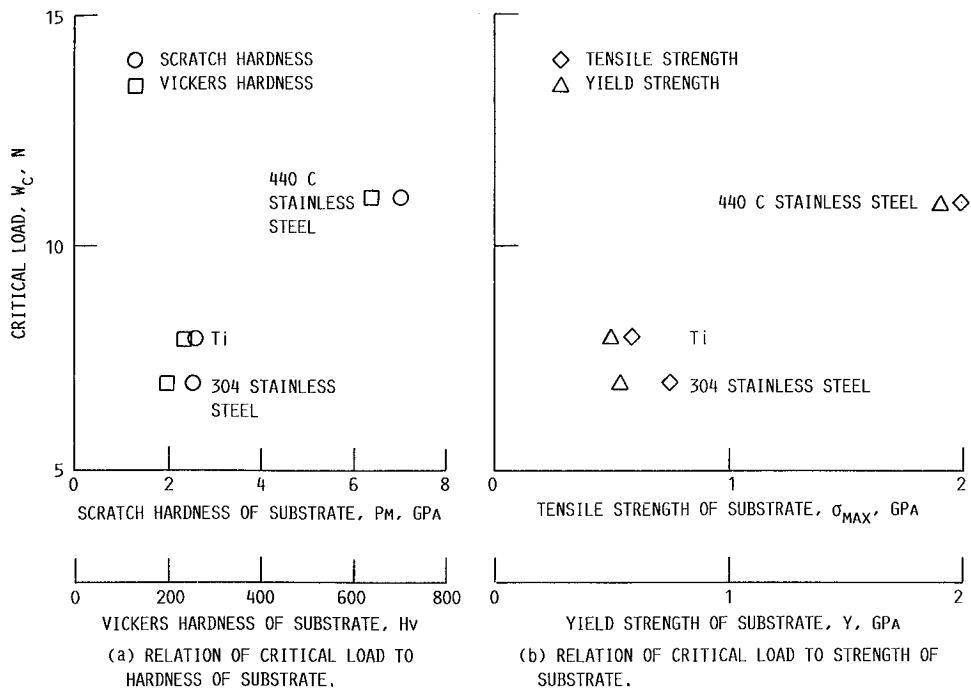 15
10
5
CRITICAL LOAD, W_C, N
SCRATCH HARDNESS
VICKERS HARDNESS
440 C
STAINLESS
STEEL
Ti
304 STAINLESS
STEEL
0 2 4 6 8
SCRATCH HARDNESS OF SUBSTRATE, PM, GPA
0 200 400 600 800
VICKERS HARDNESS OF SUBSTRATE, HV
(a) RELATION OF CRITICAL LOAD TO
HARDNESS OF SUBSTRATE.
TENSILE STRENGTH
YIELD STRENGTH
440 C STAINLESS STEEL
Ti
304 STAINLESS STEEL
0 1 2
TENSILE STRENGTH OF SUBSTRATE, σ_MAX, GPA
0 1 2
YIELD STRENGTH OF SUBSTRATE, Y, GPA
(b) RELATION OF CRITICAL LOAD TO STRENGTH OF
SUBSTRATE.